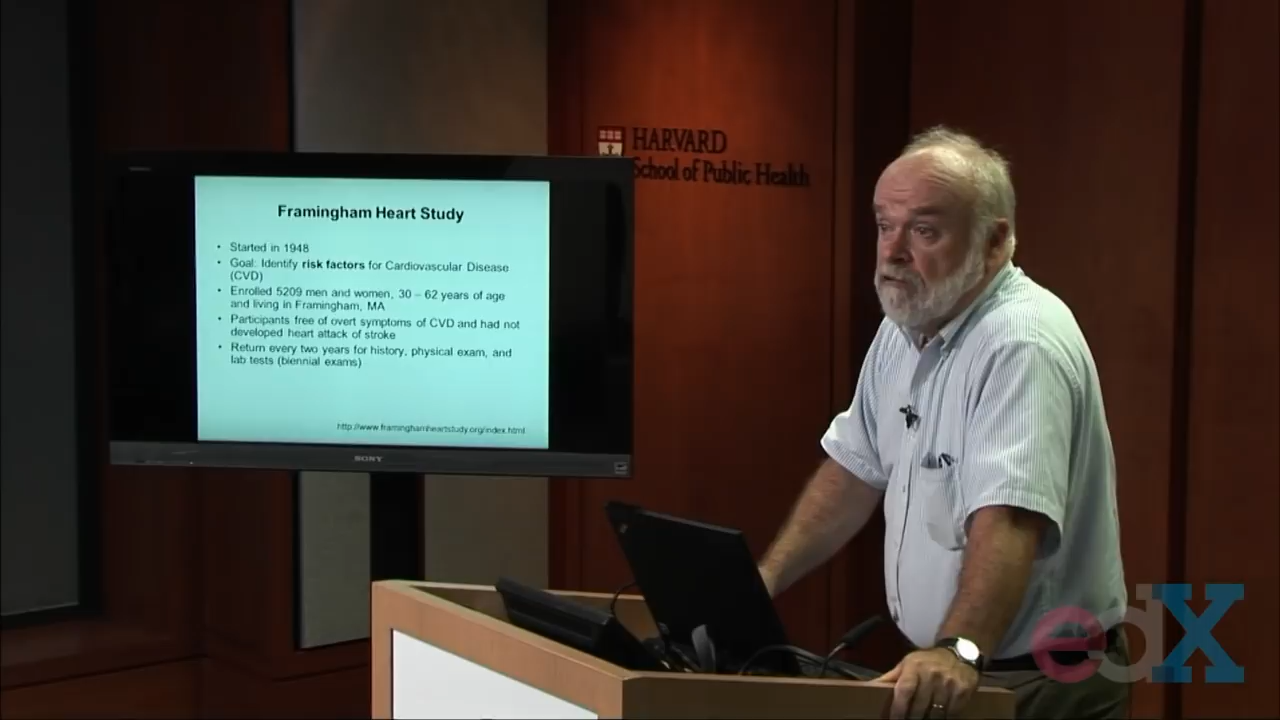 HARVARD
School of Public Health
Framingham Heart Study
• Started in 1948
• Goal: Identify risk factors for Cardiovascular Disease
(CVD)
• Enrolled 5209 men and women, 30 – 62 years of age
and living in Framingham, MA
• Participants free of overt symptoms of CVD and had not
developed heart attack of stroke
• Return every two years for history, physical exam, and
lab tests (biennial exams)
http://www.framinghamheartstudy.org/index.html
SONY
edX